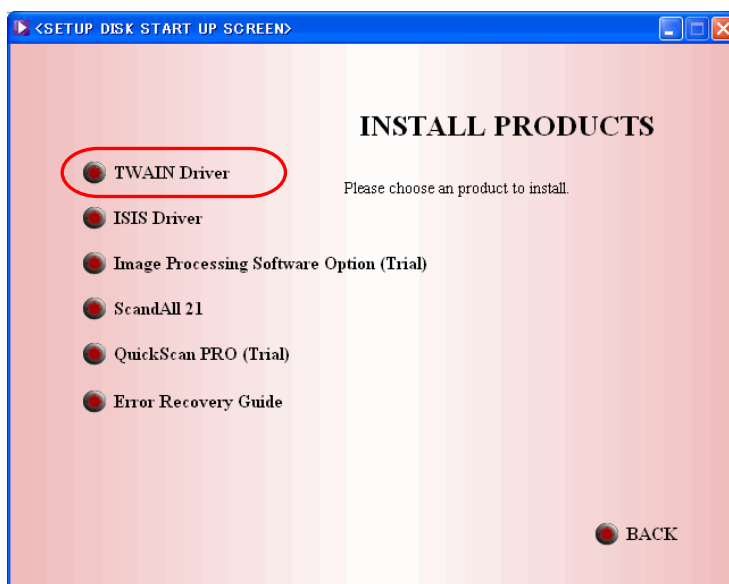 <SETUP DISK START UP SCREEN>
INSTALL PRODUCTS
Please choose an product to install.
TWAIN Driver
ISIS Driver
Image Processing Software Option (Trial)
ScandAll 21
QuickScan PRO (Trial)
Error Recovery Guide
BACK